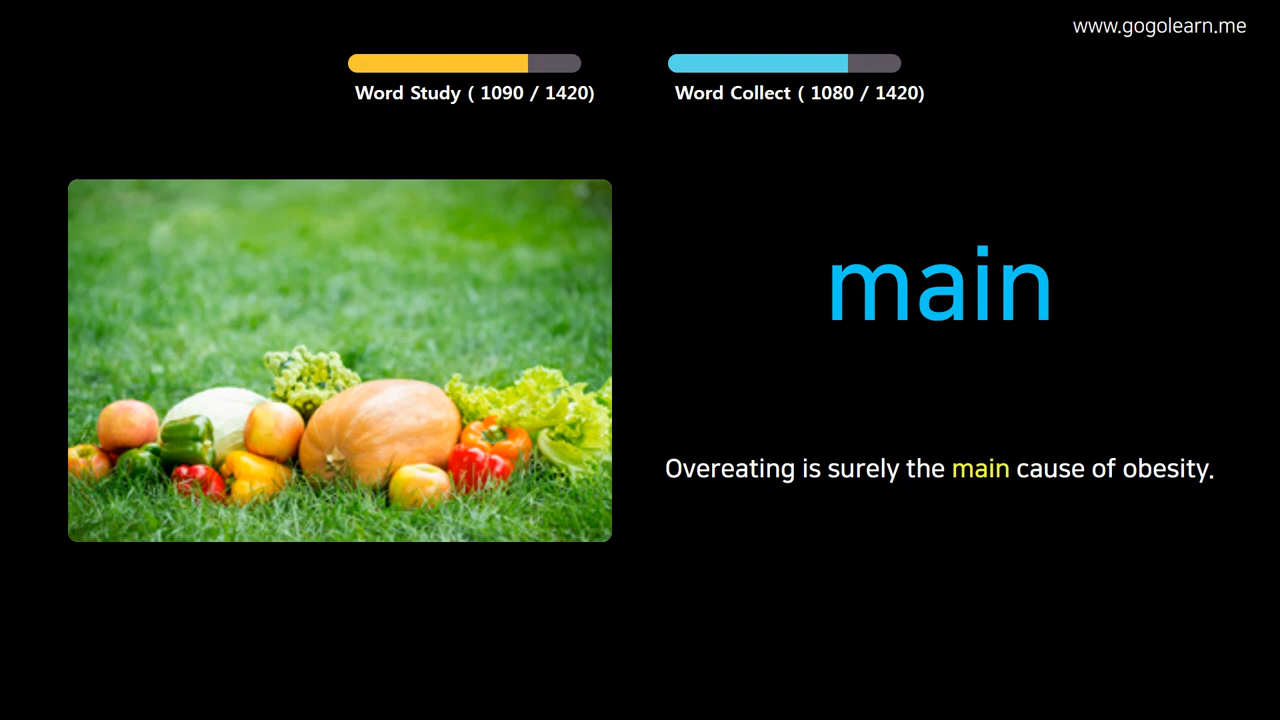 www.gogolearn.me
Word Study ( 1090 / 1420)
Word Collect ( 1080 / 1420)
main
Overeating is surely the main cause of obesity.